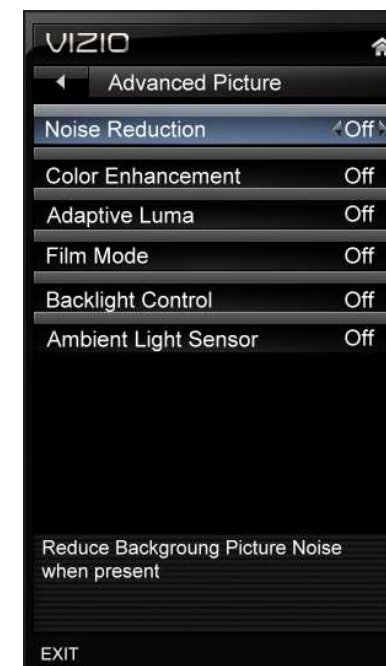 VIZIO
Advanced Picture
Noise Reduction Off
Color Enhancement Off
Adaptive Luma Off
Film Mode Off
Backlight Control Off
Ambient Light Sensor Off
Reduce Backgroung Picture Noise
when present
EXIT